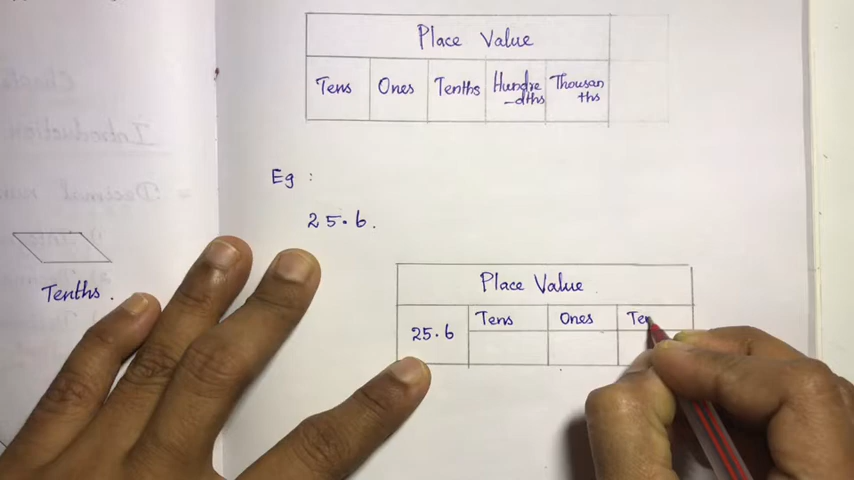 Place Value
Tens Ones Tenths Hundre Thousan
-dths ths
Eg :
25.6.
Tenths.
Place Value
25.6 Tens Ones Ten